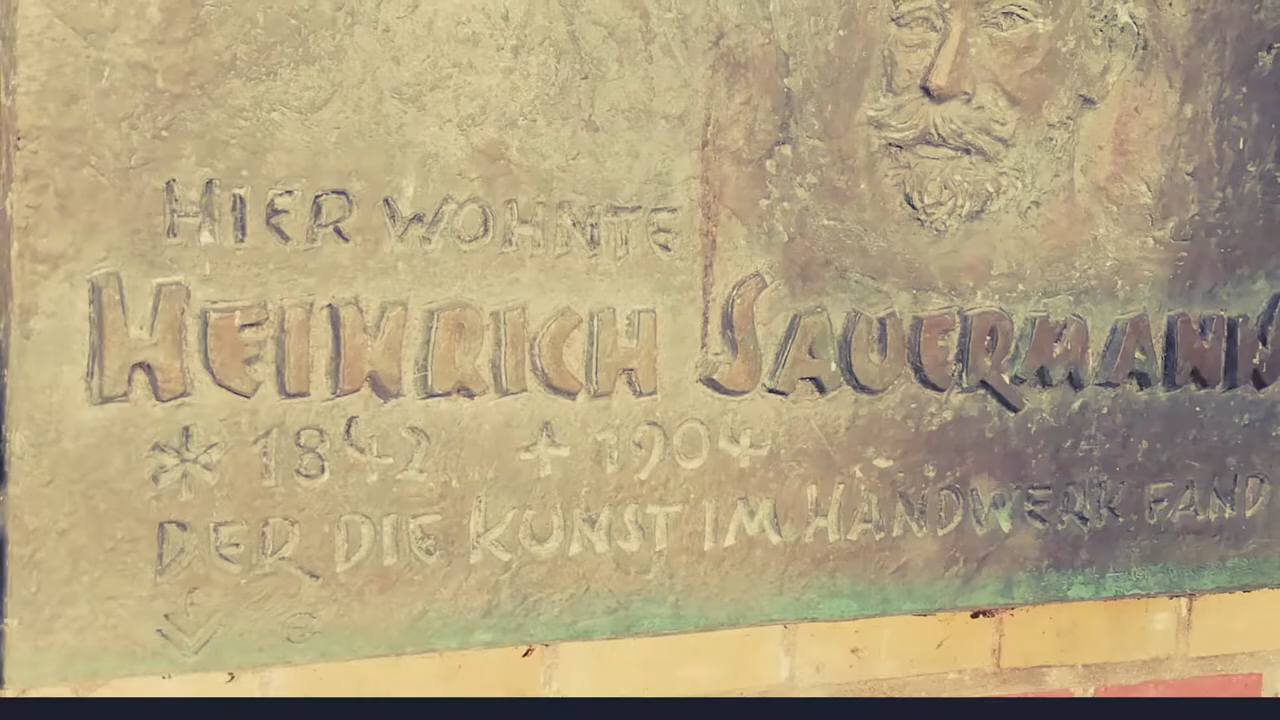 HIER WOHNTE
HEINRICH SAUERMANN
* 1842 + 1904
DER DIE KUNST IM HANDWERK FAND